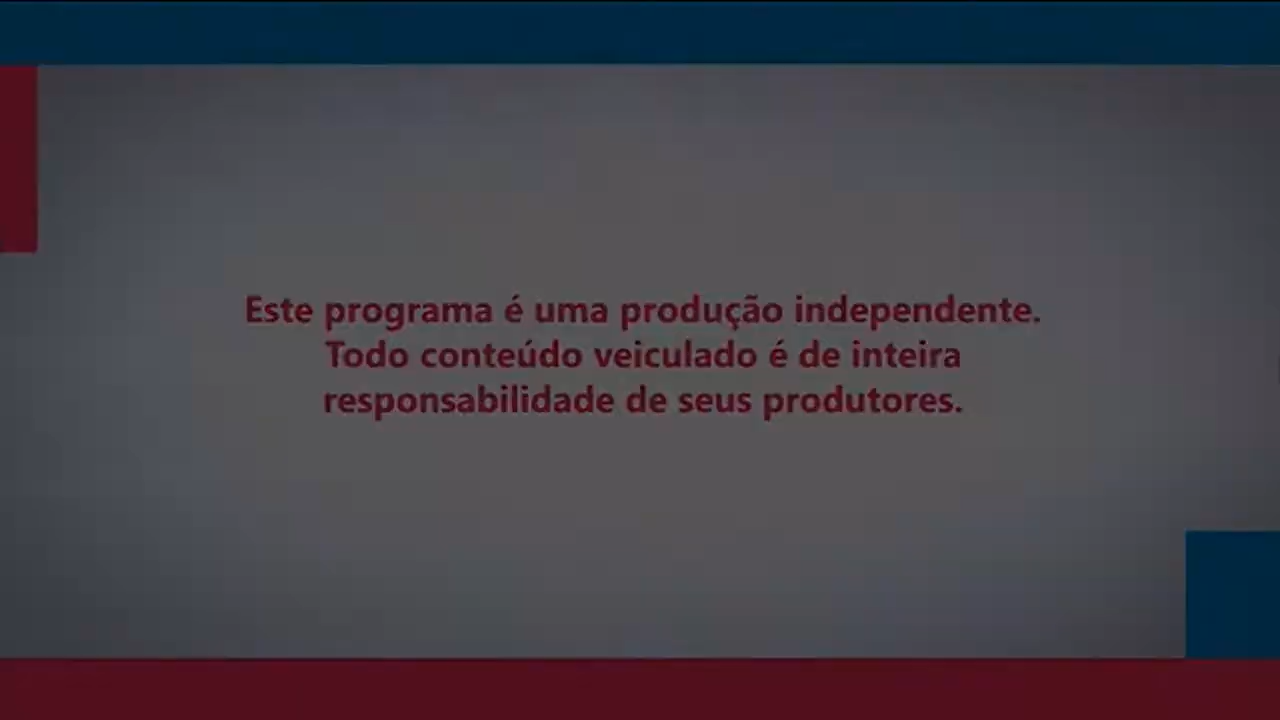 Este programa é uma produção independente.
Todo conteúdo veiculado é de inteira
responsabilidade de seus produtores.